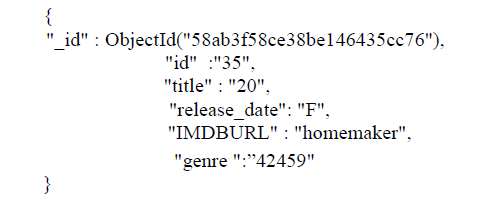 {
"_id" : ObjectId("58ab3f58ce38be146435cc76"),
"id" :"35",
"title" : "20",
"release_date": "F",
"IMDBURL" : "homemaker",
"genre ":”42459"
}